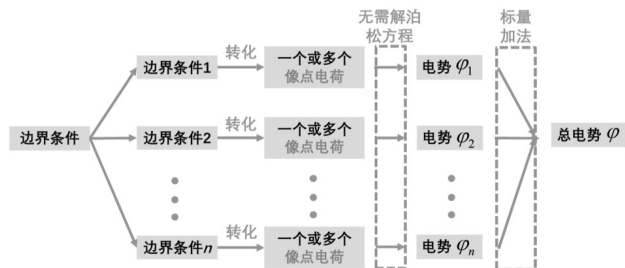 无需解泊
松方程
标量
加法
边界条件1
转化
一个或多个
像点电荷
电势 φ₁
边界条件
边界条件2
转化
一个或多个
像点电荷
电势 φ₂
总电势 φ
边界条件n
转化
一个或多个
像点电荷
电势 φₙ